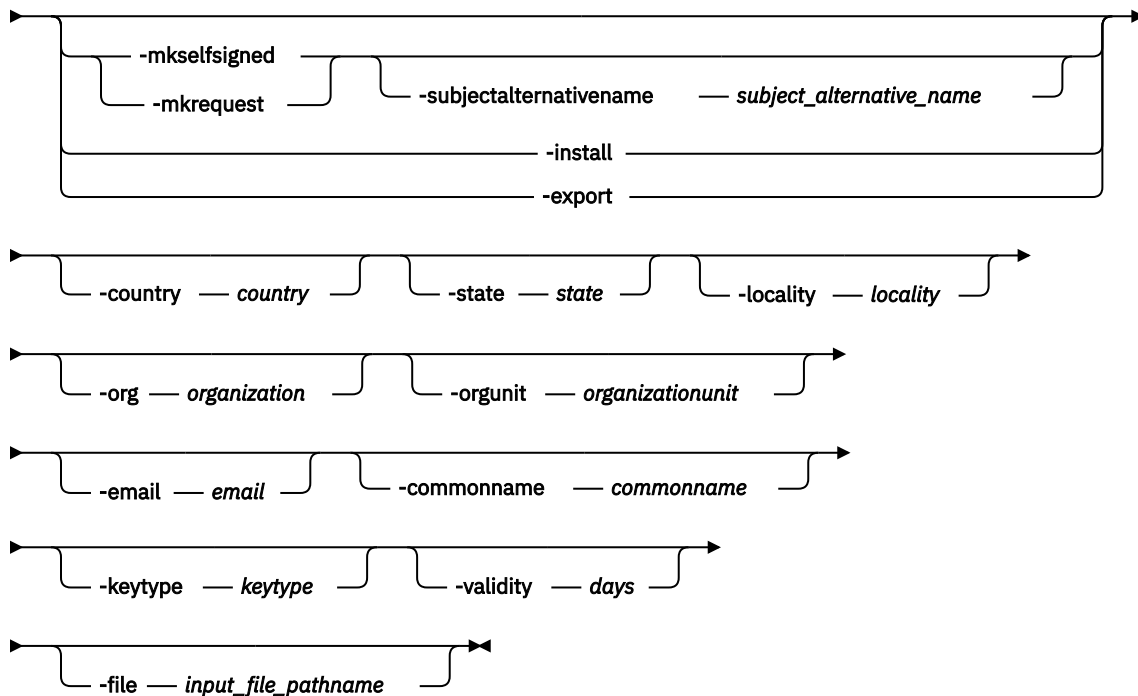 -mkselfsigned
-mkrequest -subjectalternativename subject_alternative_name
-install
-export
-country country -state state -locality locality
-org organization -orgunit organizationunit
-email email -commonname commonname
-keytype keytype -validity days
-file input_file_pathname